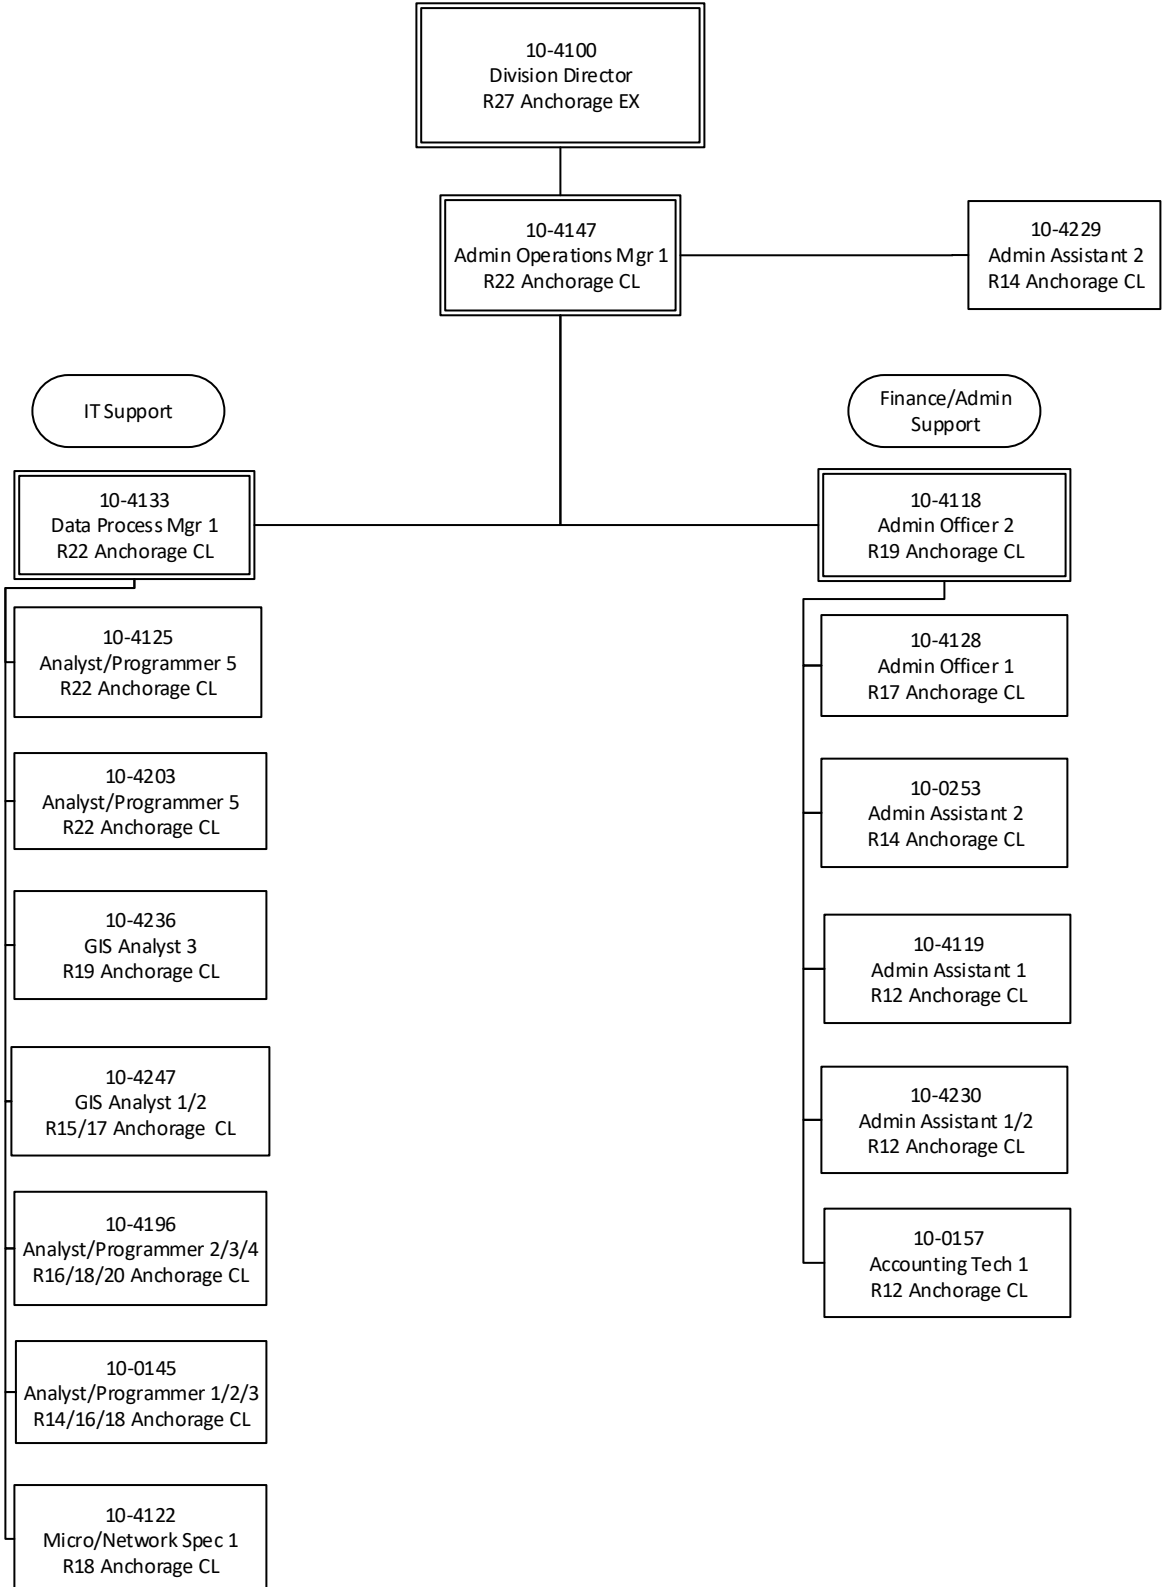 10-4100
Division Director
R27 Anchorage EX
10-4147
Admin Operations Mgr 1
R22 Anchorage CL
10-4229
Admin Assistant 2
R14 Anchorage CL
IT Support
Finance/Admin
Support
10-4133
Data Process Mgr 1
R22 Anchorage CL
10-4118
Admin Officer 2
R19 Anchorage CL
10-4125
Analyst/Programmer 5
R22 Anchorage CL
10-4203
Analyst/Programmer 5
R22 Anchorage CL
10-4236
GIS Analyst 3
R19 Anchorage CL
10-4247
GIS Analyst 1/2
R15/17 Anchorage CL
10-4196
Analyst/Programmer 2/3/4
R16/18/20 Anchorage CL
10-0145
Analyst/Programmer 1/2/3
R14/16/18 Anchorage CL
10-4122
Micro/Network Spec 1
R18 Anchorage CL
10-4128
Admin Officer 1
R17 Anchorage CL
10-0253
Admin Assistant 2
R14 Anchorage CL
10-4119
Admin Assistant 1
R12 Anchorage CL
10-4230
Admin Assistant 1/2
R12 Anchorage CL
10-0157
Accounting Tech 1
R12 Anchorage CL